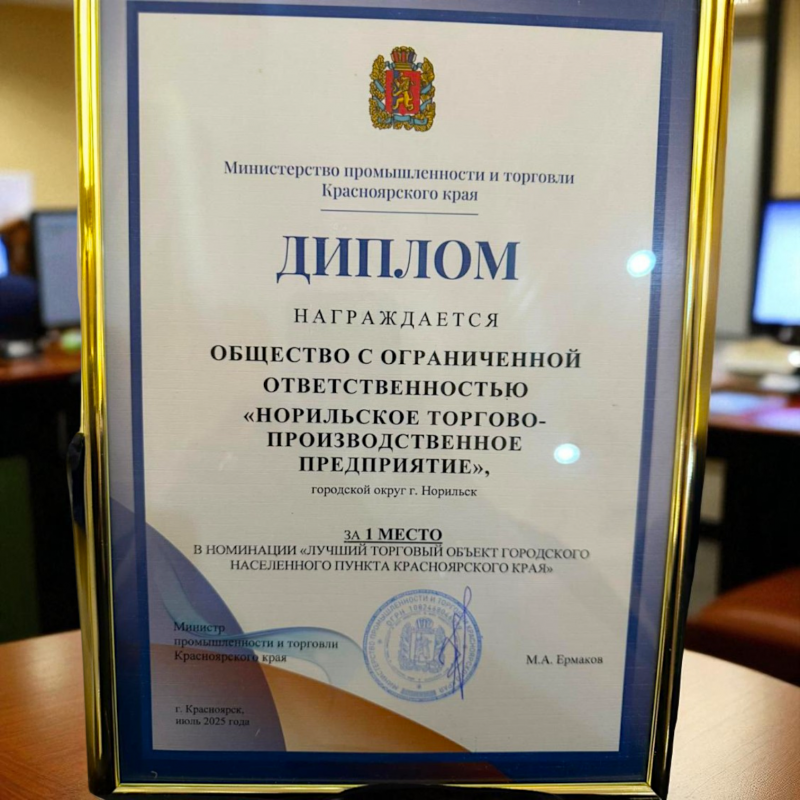 Министерство промышленности и торговли
Красноярского края
ДИПЛОМ
НАГРАЖДАЕТСЯ
ОБЩЕСТВО С ОГРАНИЧЕННОЙ
ОТВЕТСТВЕННОСТЬЮ
«НОРИЛЬСКОЕ ТОРГОВО-
ПРОИЗВОДСТВЕННОЕ
ПРЕДПРИЯТИЕ»,
городской округ г. Норильск
ЗА 1 МЕСТО
В НОМИНАЦИИ «ЛУЧШИЙ ТОРГОВЫЙ ОБЪЕКТ ГОРОДСКОГО
НАСЕЛЕННОГО ПУНКТА КРАСНОЯРСКОГО КРАЯ»
Министр
промышленности и торговли
Красноярского края
М.А. Ермаков
г. Красноярск,
июль 2025 года